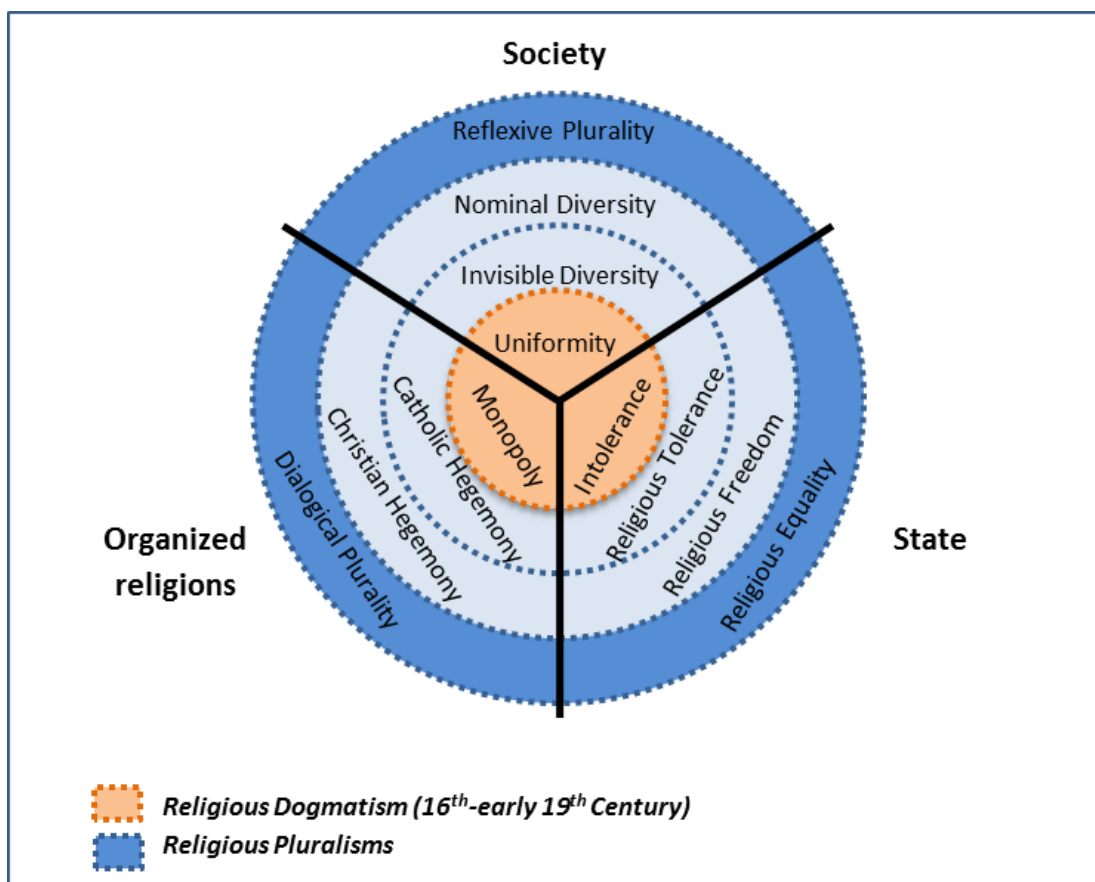 Society
Reflexive Plurality
Nominal Diversity
Invisible Diversity
Uniformity
Monopoly
Intolerance
Catholic Hegemony
Religious Tolerance
Christian Hegemony
Religious Freedom
Dialogical Plurality
Religious Equality
Organized
religions
State
Religious Dogmatism (16th-early 19th Century)
Religious Pluralisms